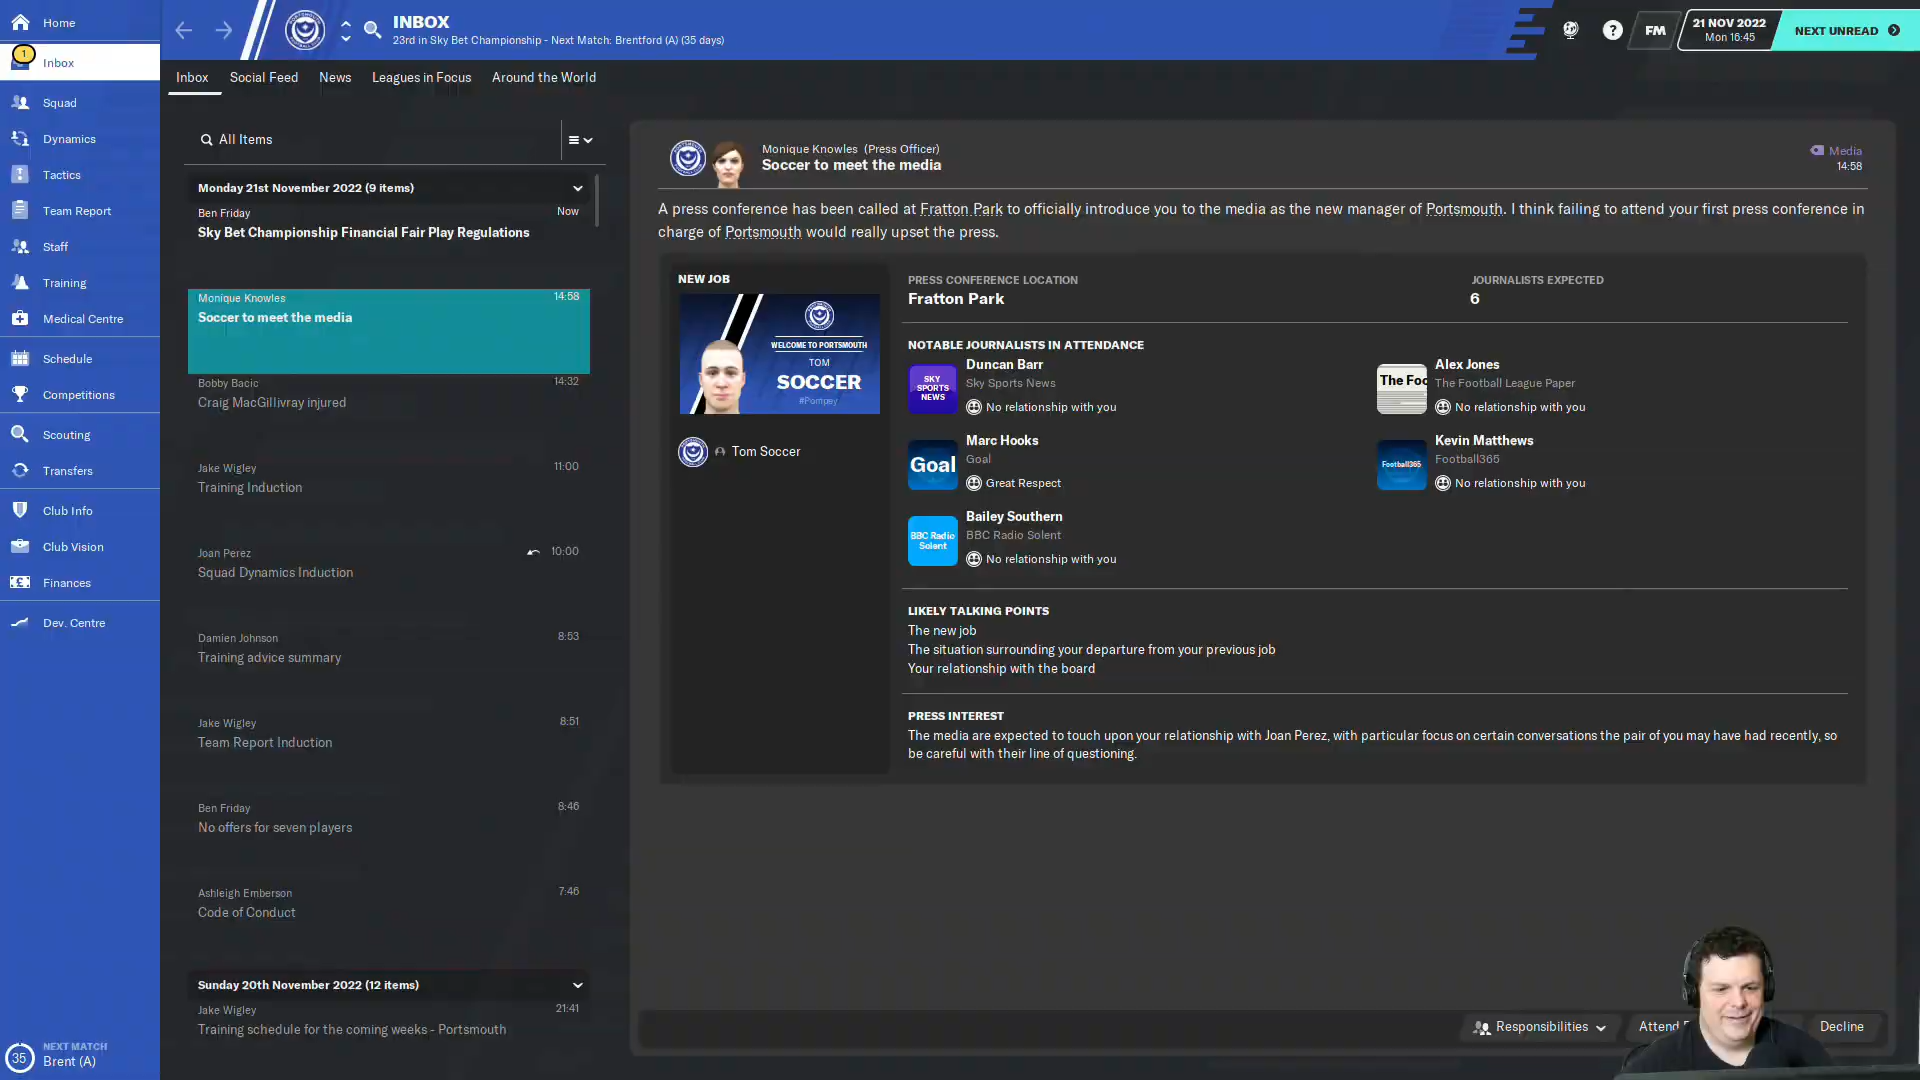 Home
1
Inbox
Squad
Dynamics
Tactics
Team Report
Staff
Training
Medical Centre
Schedule
Competitions
Scouting
Transfers
Club Info
Club Vision
Finances
Dev. Centre
35
NEXT MATCH
Brent (A)
INBOX
23rd in Sky Bet Championship - Next Match: Brentford (A) (35 days)
?
FM
21 NOV 2022
Mon 16:45
NEXT UNREAD
Inbox
Social Feed
News
Leagues in Focus
Around the World
All Items
Monday 21st November 2022 (9 items)
Ben Friday
Now
Sky Bet Championship Financial Fair Play Regulations
Monique Knowles
14:58
Soccer to meet the media
Bobby Bacic
14:32
Craig MacGillivray injured
Jake Wigley
11:00
Training Induction
Joan Perez
10:00
Squad Dynamics Induction
Damien Johnson
8:53
Training advice summary
Jake Wigley
8:51
Team Report Induction
Ben Friday
8:46
No offers for seven players
Ashleigh Emberson
7:46
Code of Conduct
Sunday 20th November 2022 (12 items)
Jake Wigley
21:41
Training schedule for the coming weeks - Portsmouth
Monique Knowles (Press Officer)
Soccer to meet the media
Media
14:58
A press conference has been called at Fratton Park to officially introduce you to the media as the new manager of Portsmouth. I think failing to attend your first press conference in
charge of Portsmouth would really upset the press.
NEW JOB
WELCOME TO PORTSMOUTH
TOM
SOCCER
#Pompey
Tom Soccer
PRESS CONFERENCE LOCATION
Fratton Park
JOURNALISTS EXPECTED
6
NOTABLE JOURNALISTS IN ATTENDANCE
SKY
SPORTS
NEWS
Duncan Barr
Sky Sports News
No relationship with you
The Foo
Alex Jones
The Football League Paper
No relationship with you
Goal
Marc Hooks
Goal
Great Respect
Football365
Kevin Matthews
Football365
No relationship with you
BBC Radio
Solent
Bailey Southern
BBC Radio Solent
No relationship with you
LIKELY TALKING POINTS
The new job
The situation surrounding your departure from your previous job
Your relationship with the board
PRESS INTEREST
The media are expected to touch upon your relationship with Joan Perez, with particular focus on certain conversations the pair of you may have had recently, so
be careful with their line of questioning.
Responsibilities
Attend
Decline